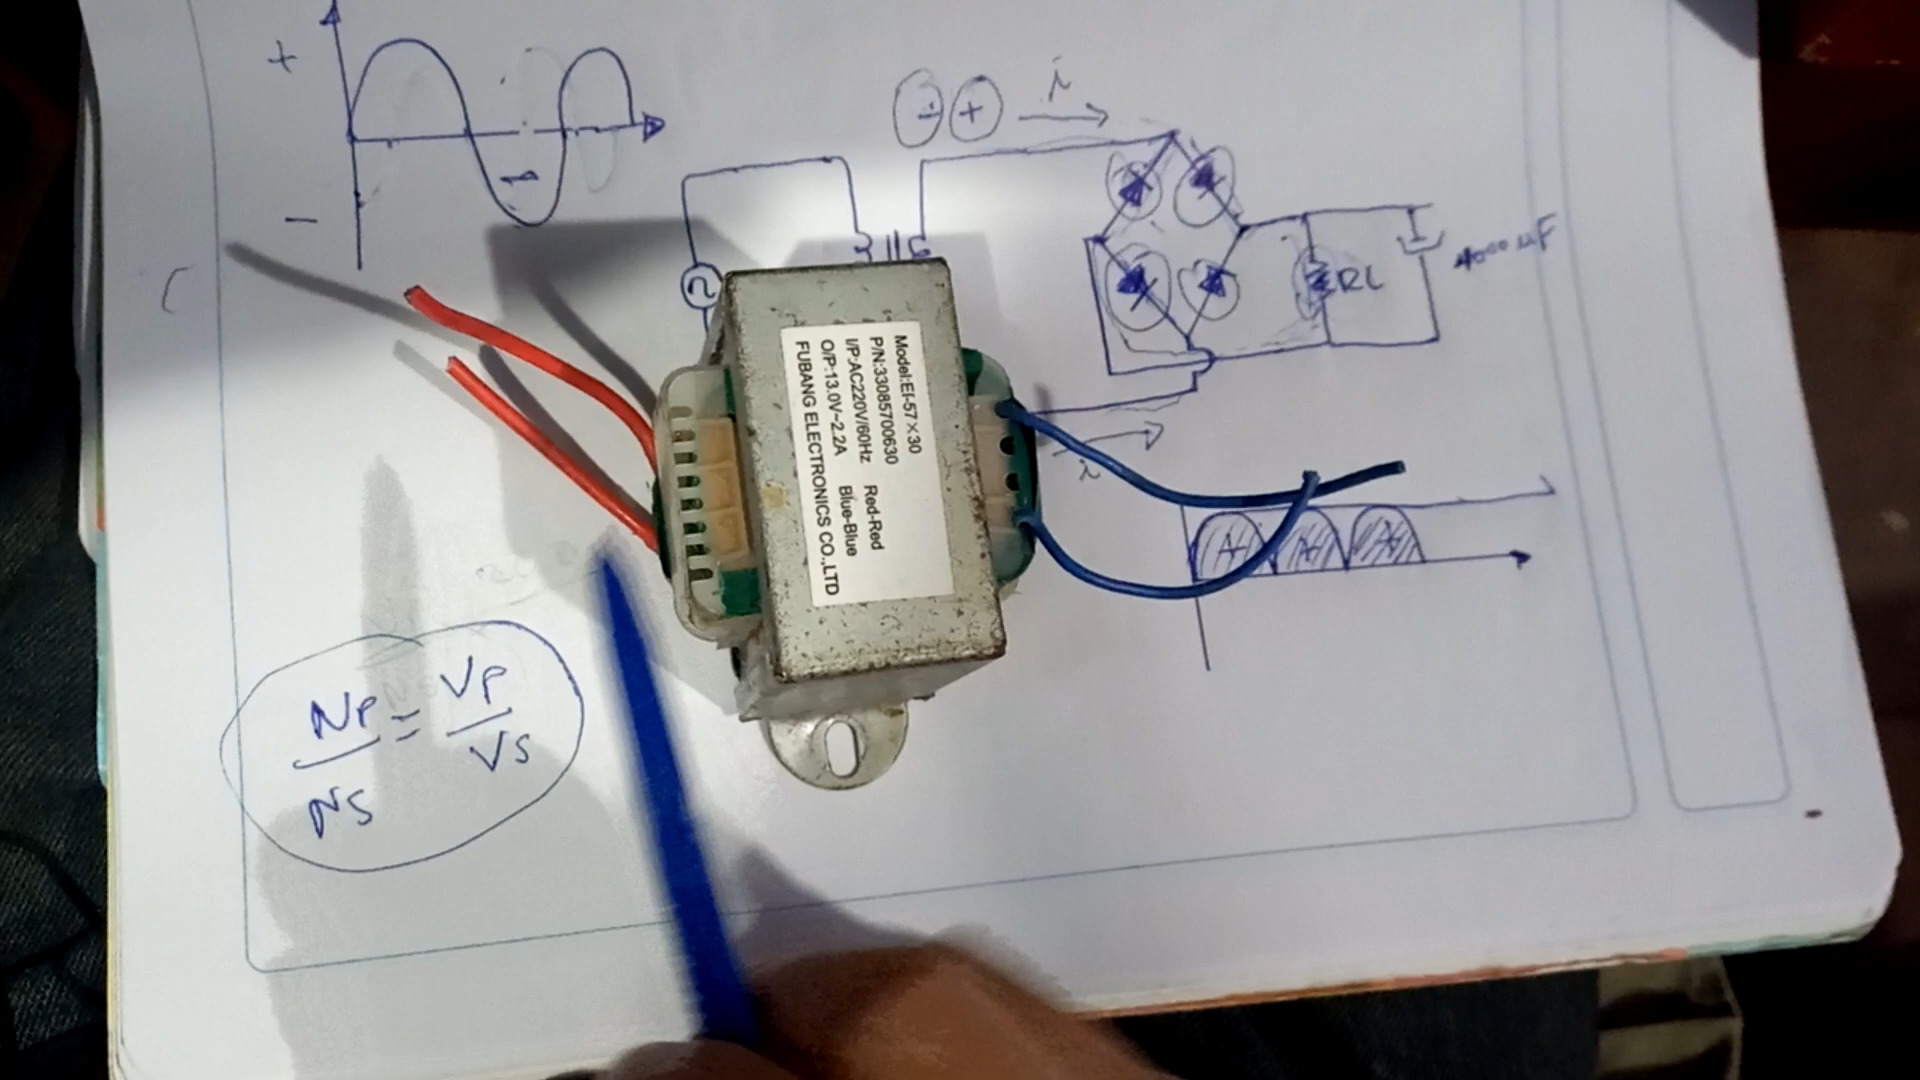 +
−
+
i
4000 uF
RL
Model:EI-57×30
P/N:33085700630
I/P:AC220V/60Hz Red-Red
O/P:13.0V~2.2A Blue-Blue
FUBANG ELECTRONICS CO.,LTD
i
+ + +
NP = VP
NS VS